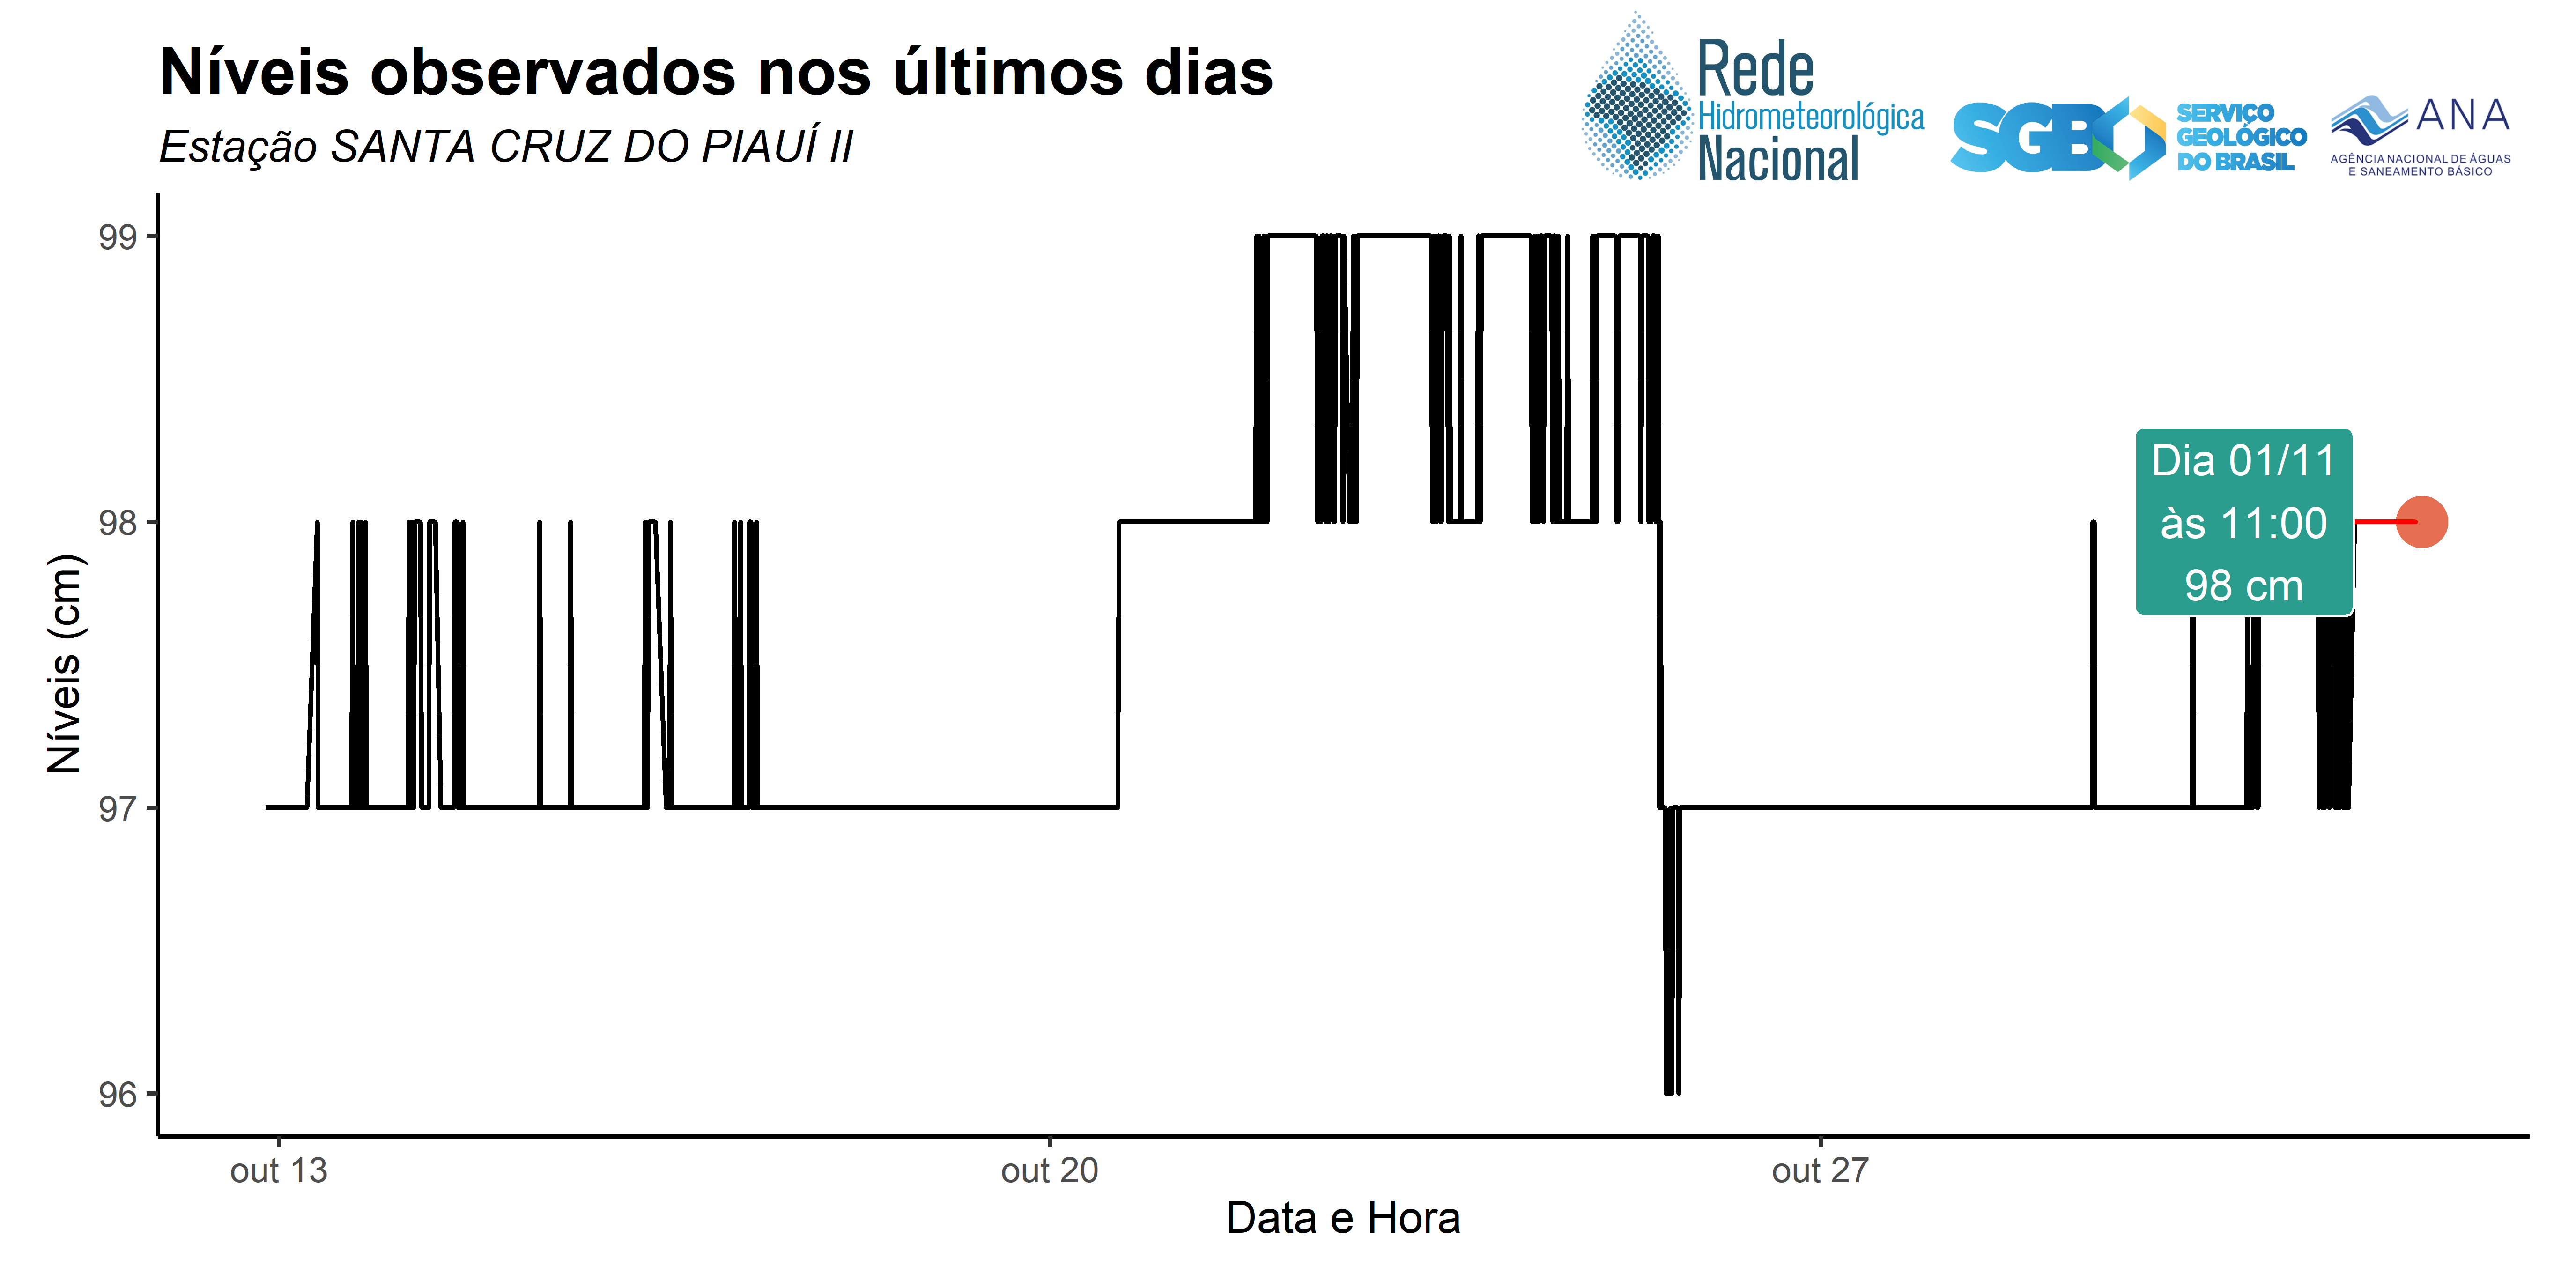 Níveis observados nos últimos dias
Estação SANTA CRUZ DO PIAUÍ II
Rede
Hidrometeorológica
Nacional
SGB
SERVIÇO
GEOLÓGICO
DO BRASIL
ANA
AGÊNCIA NACIONAL DE ÁGUAS
E SANEAMENTO BÁSICO
Níveis (cm)
99
98
97
96
Dia 01/11
às 11:00
98 cm
out 13
out 20
out 27
Data e Hora